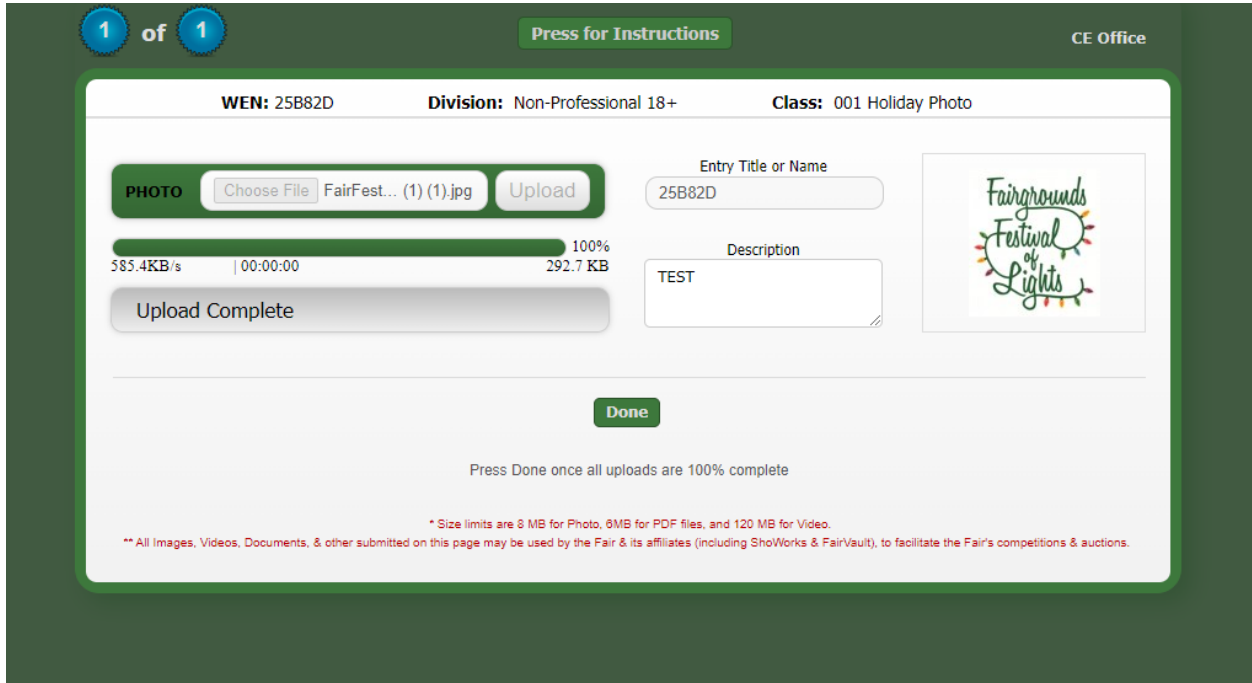 1 of 1
Press for Instructions
CE Office
WEN: 25B82D Division: Non-Professional 18+ Class: 001 Holiday Photo
PHOTO Choose File FairFest... (1) (1).jpg Upload
100%
585.4KB/s | 00:00:00 292.7 KB
Upload Complete
Entry Title or Name
25B82D
Description
TEST
Fairgrounds
Festival
of
Lights
Done
Press Done once all uploads are 100% complete
* Size limits are 8 MB for Photo, 6MB for PDF files, and 120 MB for Video.
** All Images, Videos, Documents, & other submitted on this page may be used by the Fair & its affiliates (including ShoWorks & FairVault), to facilitate the Fair's competitions & auctions.